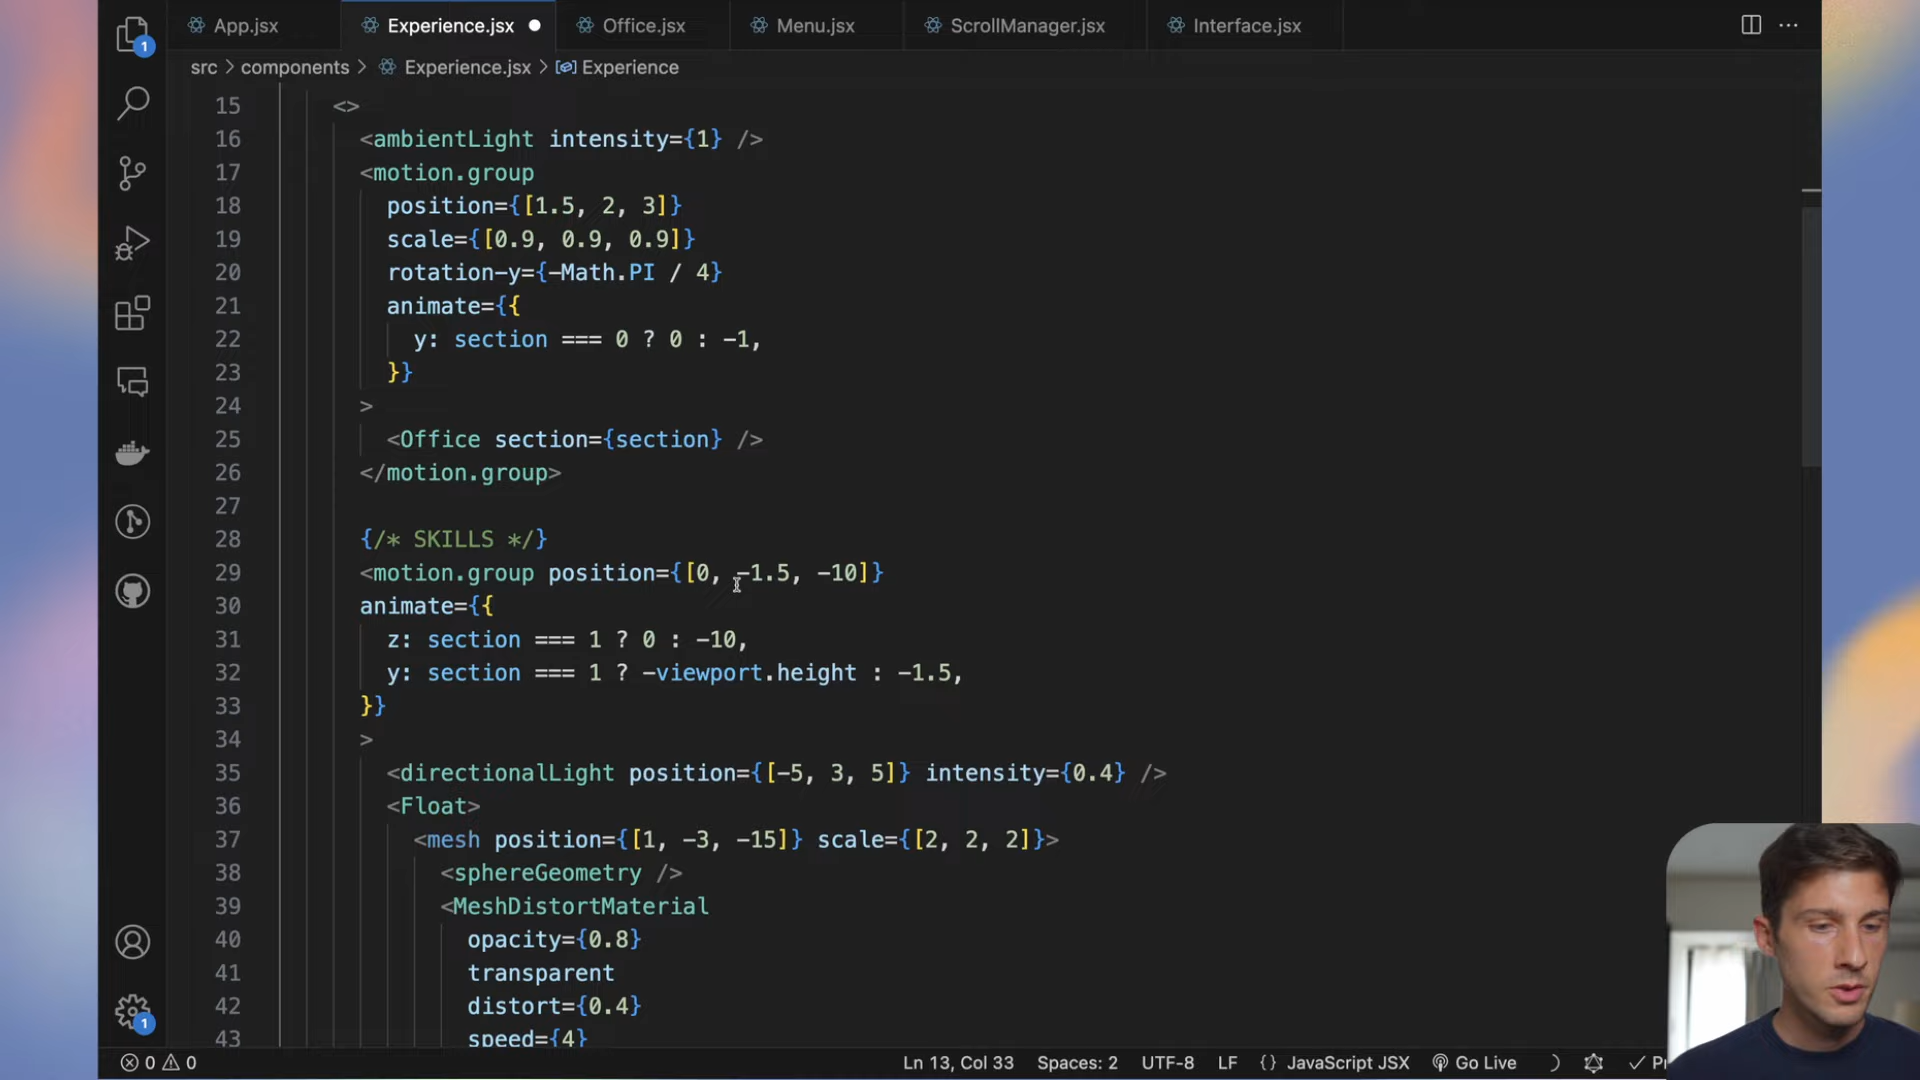 App.jsx
Experience.jsx
Office.jsx
Menu.jsx
ScrollManager.jsx
Interface.jsx
1
src > components > Experience.jsx > Experience
15 <>
16 <ambientLight intensity={1} />
17 <motion.group
18 position={[1.5, 2, 3]}
19 scale={[0.9, 0.9, 0.9]}
20 rotation-y={-Math.PI / 4}
21 animate={{
22 y: section === 0 ? 0 : -1,
23 }}
24 >
25 <Office section={section} />
26 </motion.group>
27
28 {/* SKILLS */}
29 <motion.group position={[0, -1.5, -10]}
30 animate={{
31 z: section === 1 ? 0 : -10,
32 y: section === 1 ? -viewport.height : -1.5,
33 }}
34 >
35 <directionalLight position={[-5, 3, 5]} intensity={0.4} />
36 <Float>
37 <mesh position={[1, -3, -15]} scale={[2, 2, 2]}>
38 <sphereGeometry />
39 <MeshDistortMaterial
40 opacity={0.8}
41 transparent
42 distort={0.4}
43 speed={4}
1
0 0
Ln 13, Col 33
Spaces: 2
UTF-8
LF
{} JavaScript JSX
Go Live